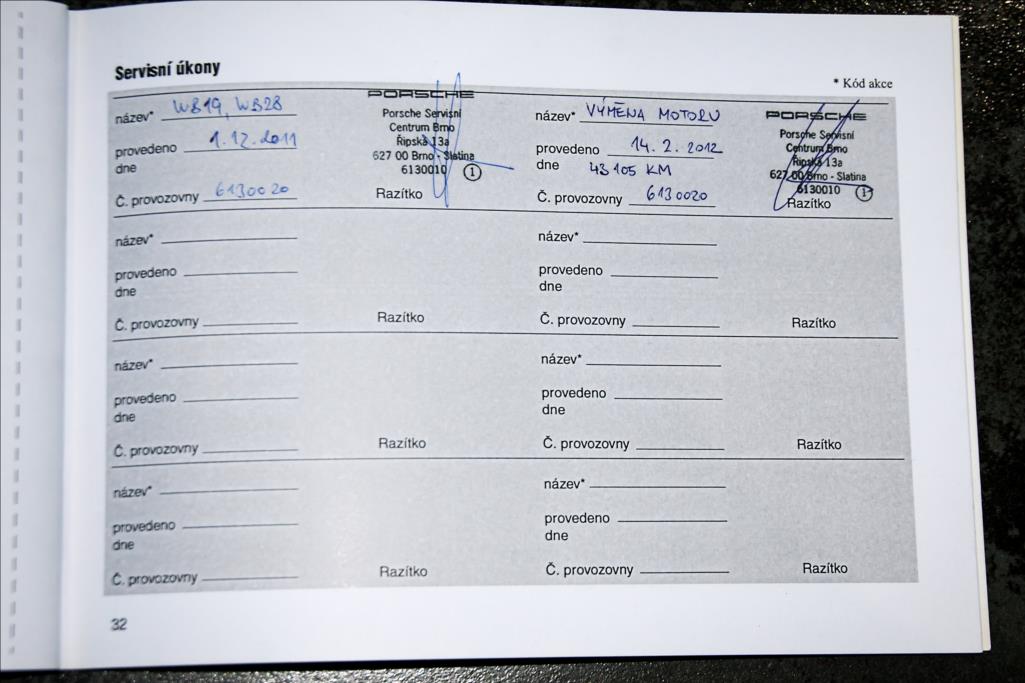 Servisní úkony
* Kód akce
název* WB19, WB28
provedeno 1.12.2011
dne
Č. provozovny 6130020
PORSCHE
Porsche Servisní
Centrum Brno
Řipská 13a
627 00 Brno - Slatina
6130010 1
Razítko
název* VÝMĚNA MOTORU
provedeno 14. 2. 2012
dne 43 105 KM
Č. provozovny 6130020
PORSCHE
Porsche Servisní
Centrum Brno
Řipská 13a
627 00 Brno - Slatina
6130010 1
Razítko
název*
provedeno
dne
Č. provozovny
Razítko
název*
provedeno
dne
Č. provozovny
Razítko
název*
provedeno
dne
Č. provozovny
Razítko
název*
provedeno
dne
Č. provozovny
Razítko
název*
provedeno
dne
Č. provozovny
Razítko
název*
provedeno
dne
Č. provozovny
Razítko
32